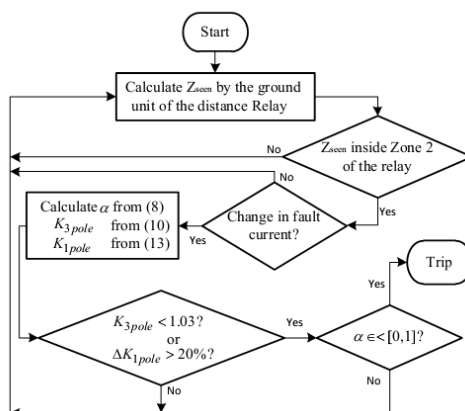 Start
Calculate Zseen by the ground
unit of the distance Relay
Zseen inside Zone 2
of the relay
No
No
Yes
Change in fault
current?
Yes
Calculate α from (8)
K3pole from (10)
K1pole from (13)
Trip
Yes
K3pole < 1.03?
or
ΔK1pole > 20%?
Yes
α ∈< [0,1]?
No
No